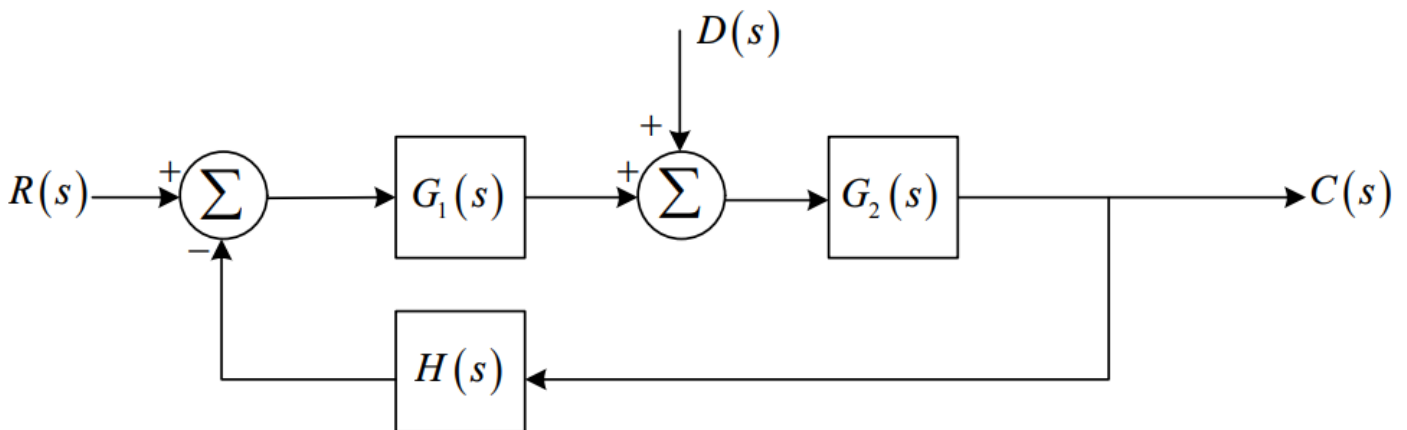 D(s)
+
R(s) + Σ G₁(s) + Σ G₂(s) C(s)
−
H(s)